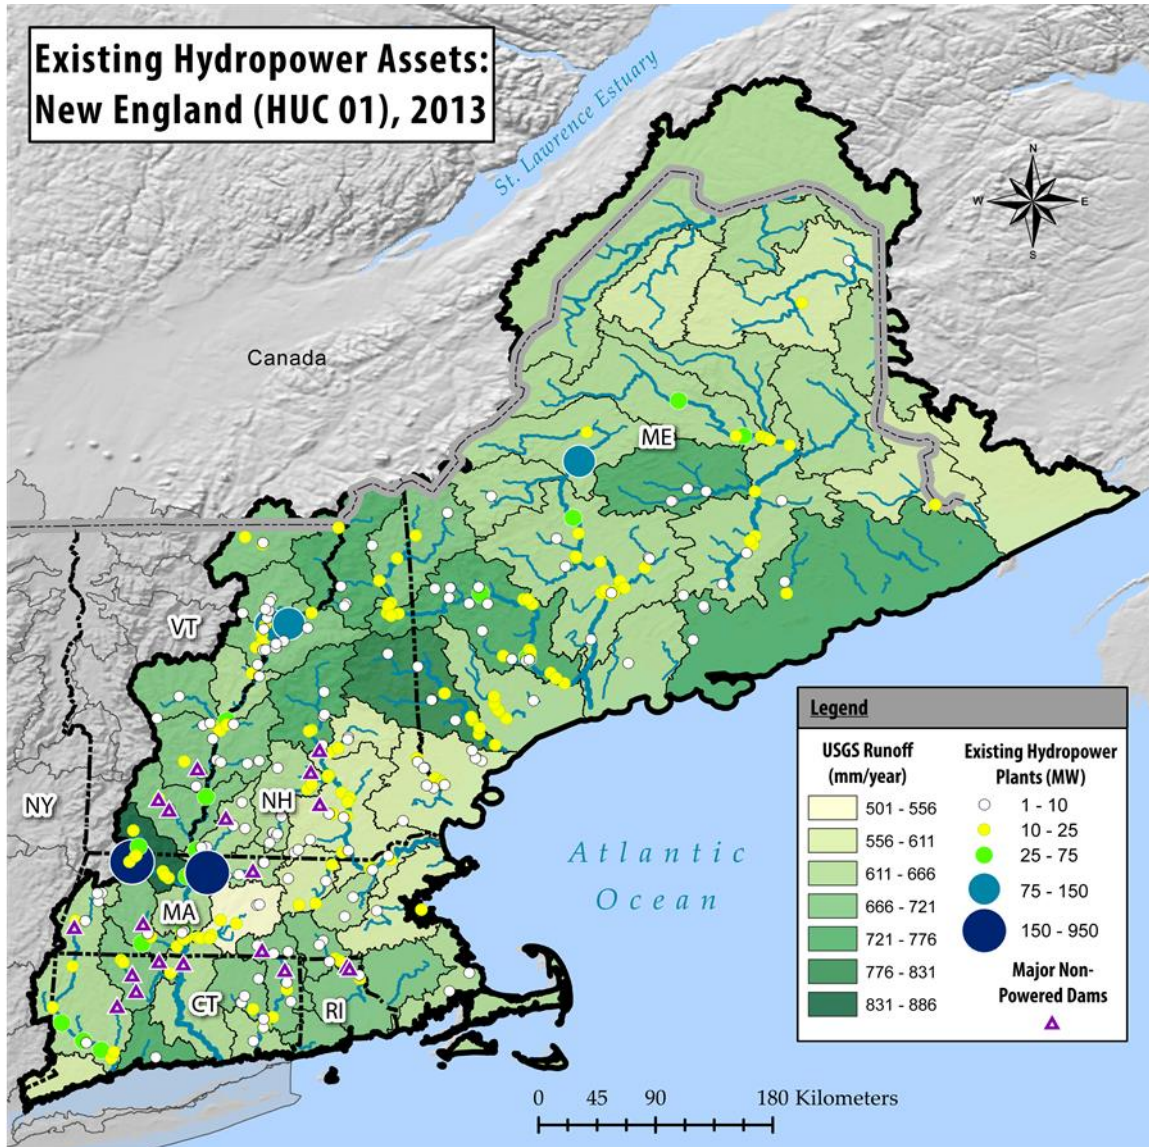 Existing Hydropower Assets:
New England (HUC 01), 2013
St. Lawrence Estuary
N
W E
S
Canada
ME
VT
NY
NH
MA
CT
RI
Atlantic
Ocean
Legend
USGS Runoff
(mm/year)
501 - 556
556 - 611
611 - 666
666 - 721
721 - 776
776 - 831
831 - 886
Existing Hydropower
Plants (MW)
1 - 10
10 - 25
25 - 75
75 - 150
150 - 950
Major Non-
Powered Dams
0 45 90 180 Kilometers